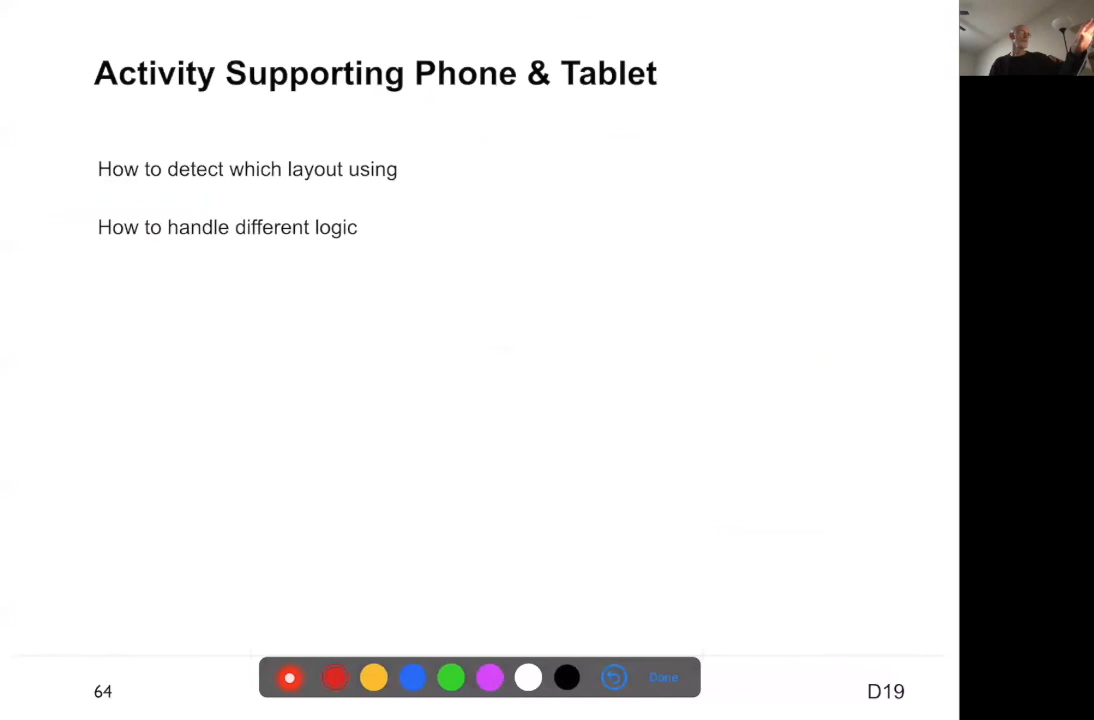 Activity Supporting Phone & Tablet
How to detect which layout using
How to handle different logic
Done
64
D19